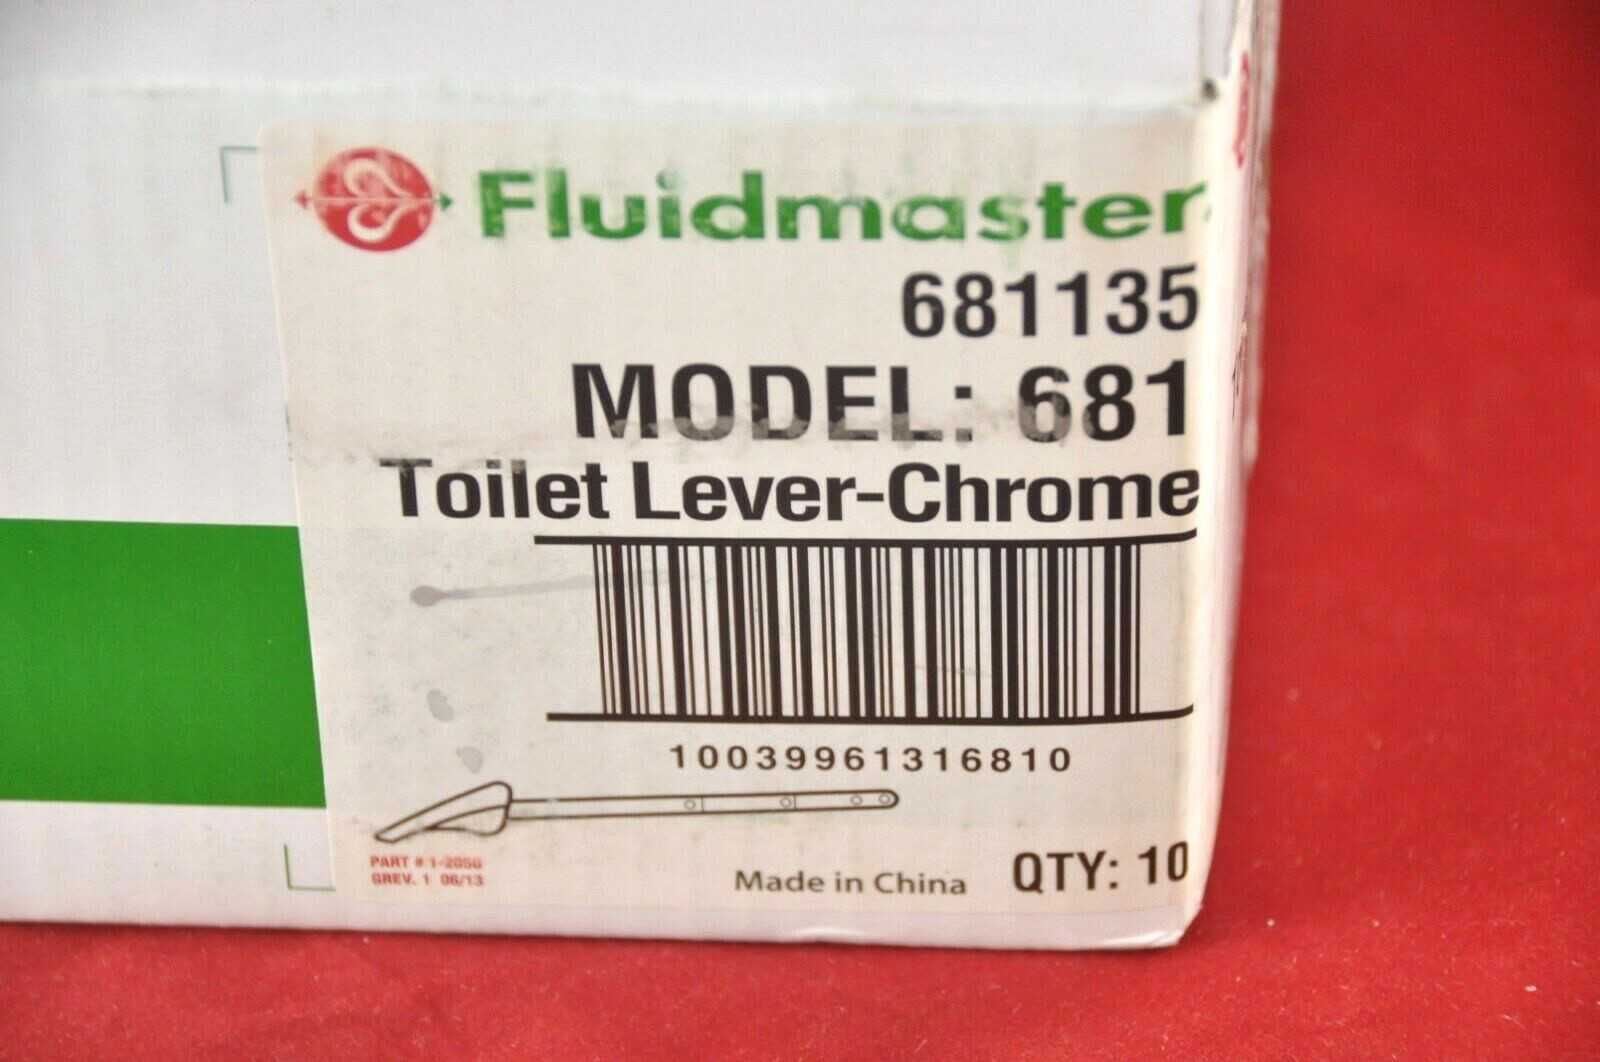 Fluidmaster
681135
MODEL: 681
Toilet Lever-Chrome
10039961316810
PART # 1-2050
GREV. 1 06/13
Made in China
QTY: 10